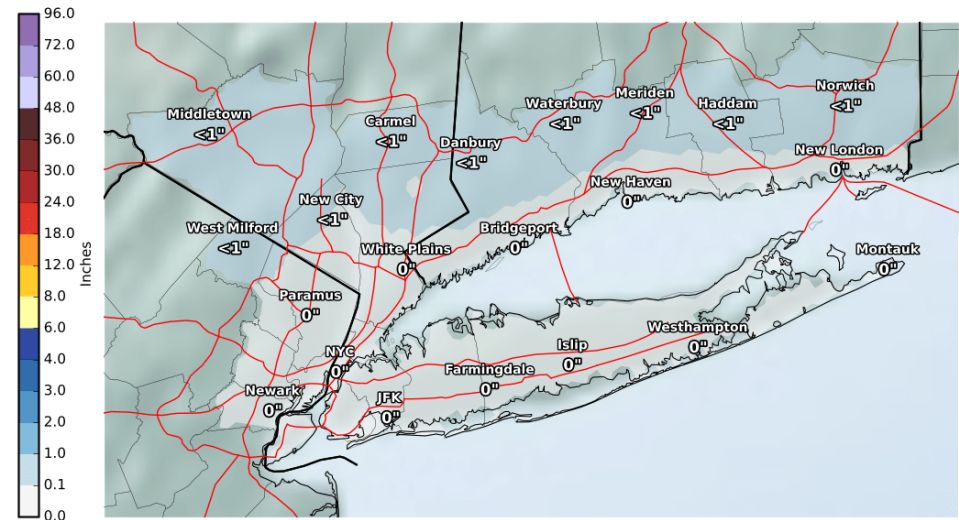 96.0
72.0
60.0
48.0
36.0
30.0
24.0
18.0
12.0
8.0
6.0
4.0
3.0
2.0
1.0
0.1
0.0
Inches
Middletown
<1"
Carmel
<1"
Danbury
<1"
Waterbury
<1"
Meriden
<1"
Haddam
<1"
Norwich
<1"
New London
0"
New Haven
0"
New City
<1"
West Milford
<1"
White Plains
0"
Bridgeport
0"
Montauk
0"
Paramus
0"
Westhampton
0"
NYC
0"
Islip
0"
Farmingdale
0"
Newark
0"
JFK
0"